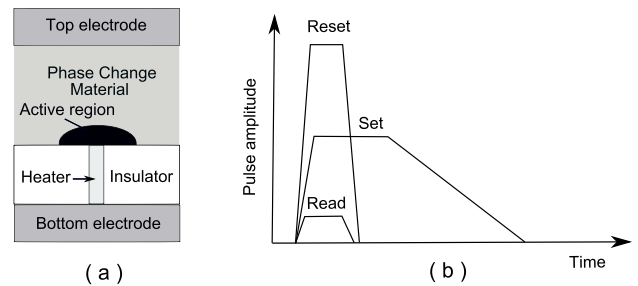 Top electrode
Phase Change
Material
Active region
Heater
Insulator
Bottom electrode
( a )
Pulse amplitude
Reset
Set
Read
Time
( b )